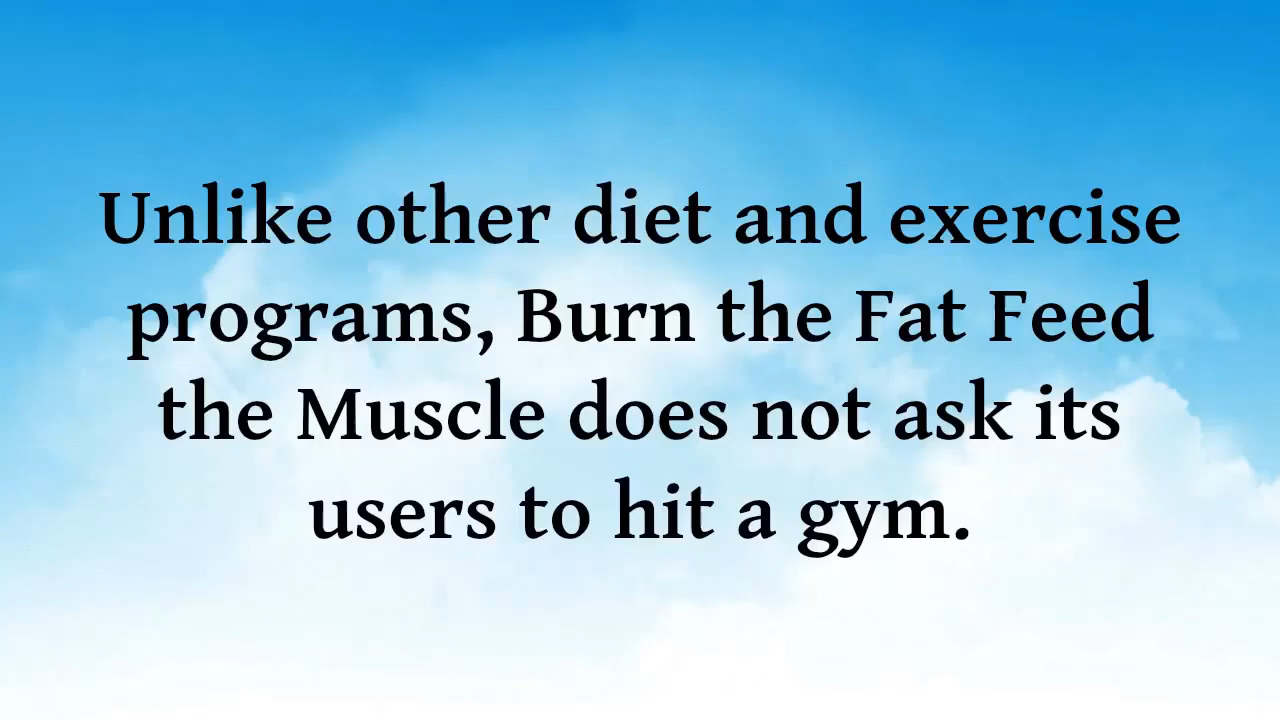 Unlike other diet and exercise
programs, Burn the Fat Feed
the Muscle does not ask its
users to hit a gym.